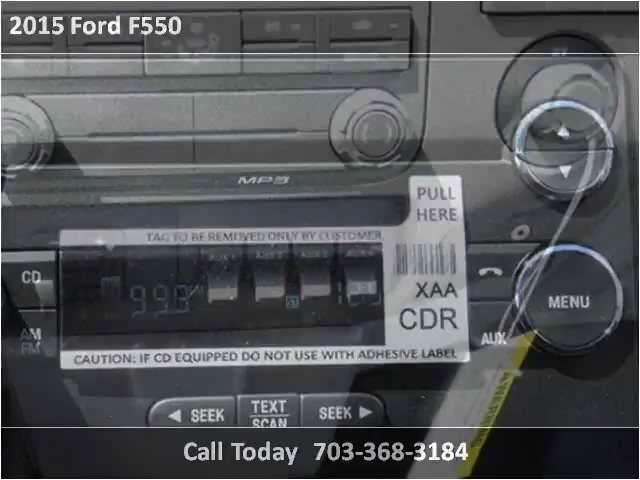 2015 Ford F550
MP3
PULL
HERE
TAG TO BE REMOVED ONLY BY CUSTOMER
CD
99.8
XAA
CDR
MENU
AM
FM
AUX
CAUTION: IF CD EQUIPPED DO NOT USE WITH ADHESIVE LABEL
◄ SEEK
TEXT
SCAN
SEEK ►
Call Today 703-368-3184